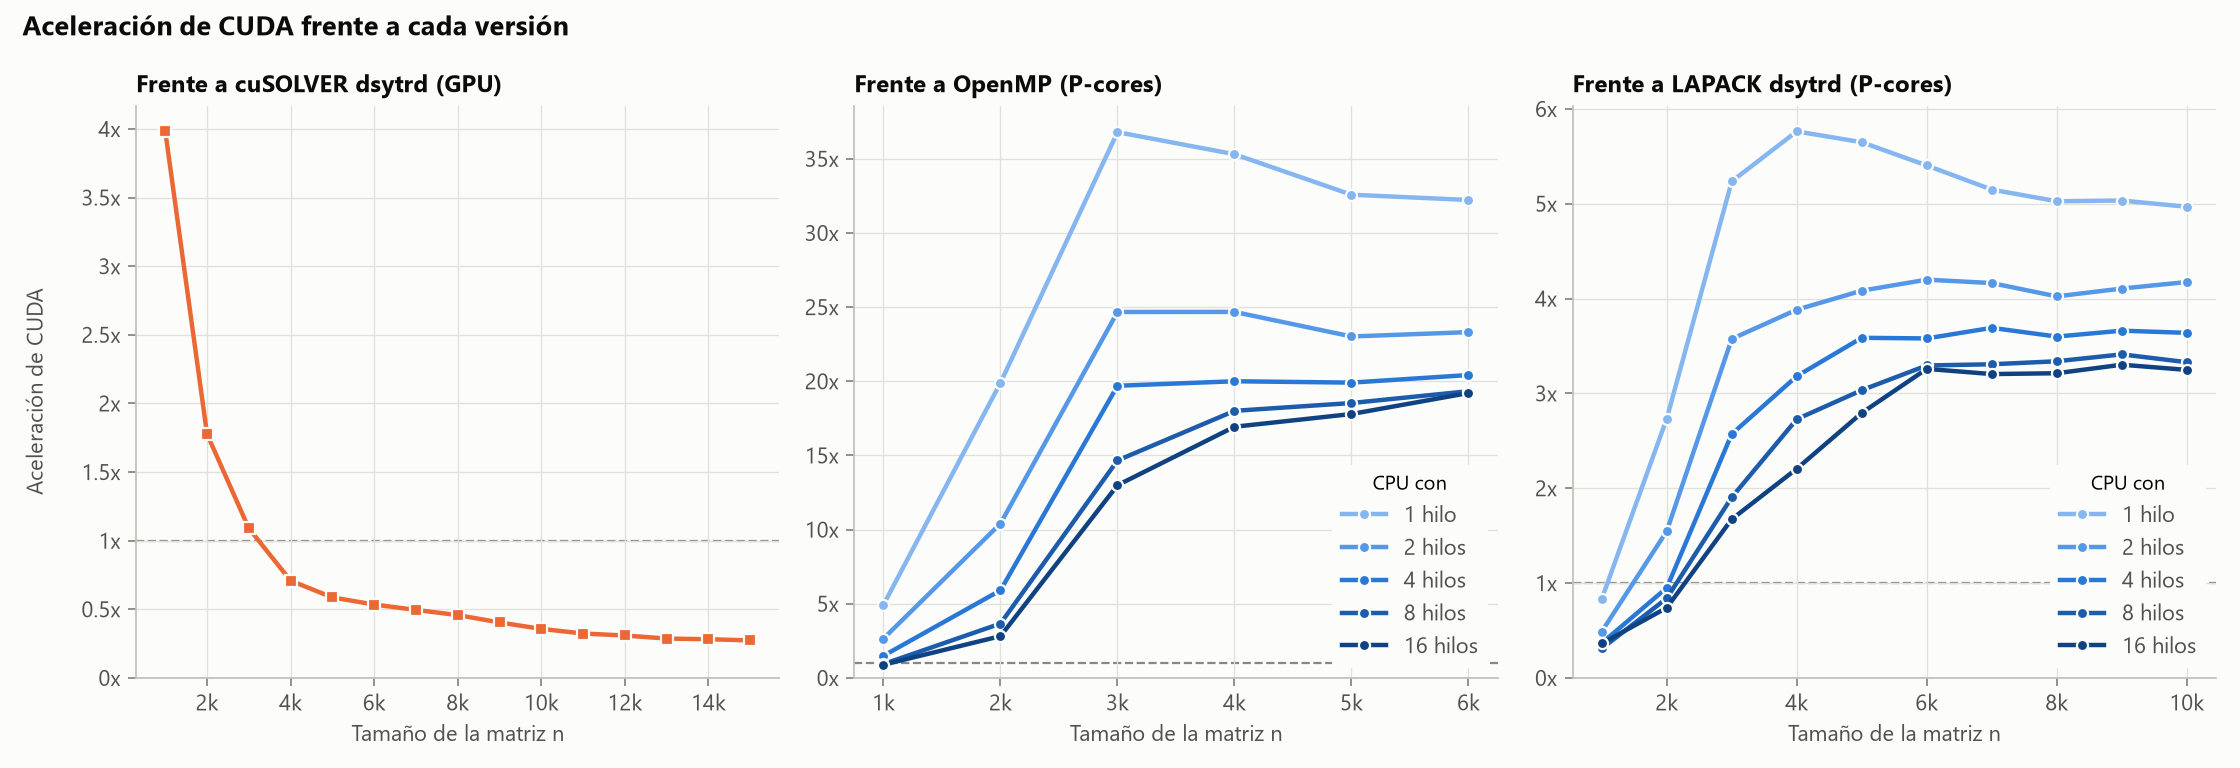 Aceleración de CUDA frente a cada versión
Frente a cuSOLVER dsytrd (GPU)
Aceleración de CUDA
4x
3.5x
3x
2.5x
2x
1.5x
1x
0.5x
0x
2k
4k
6k
8k
10k
12k
14k
Tamaño de la matriz n
Frente a OpenMP (P-cores)
35x
30x
25x
20x
15x
10x
5x
0x
1k
2k
3k
4k
5k
6k
Tamaño de la matriz n
CPU con
1 hilo
2 hilos
4 hilos
8 hilos
16 hilos
Frente a LAPACK dsytrd (P-cores)
6x
5x
4x
3x
2x
1x
0x
2k
4k
6k
8k
10k
Tamaño de la matriz n
CPU con
1 hilo
2 hilos
4 hilos
8 hilos
16 hilos